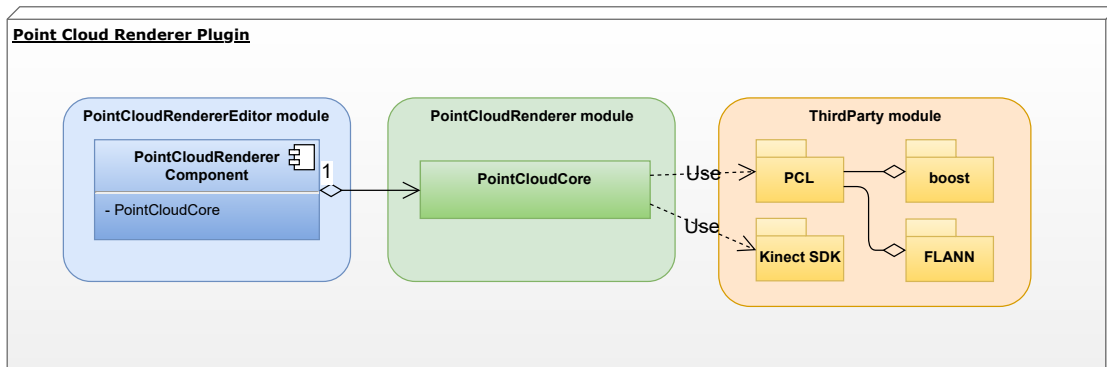 Point Cloud Renderer Plugin
PointCloudRendererEditor module
PointCloudRenderer
Component
1
- PointCloudCore
PointCloudRenderer module
PointCloudCore
Use
Use
ThirdParty module
PCL
boost
Kinect SDK
FLANN